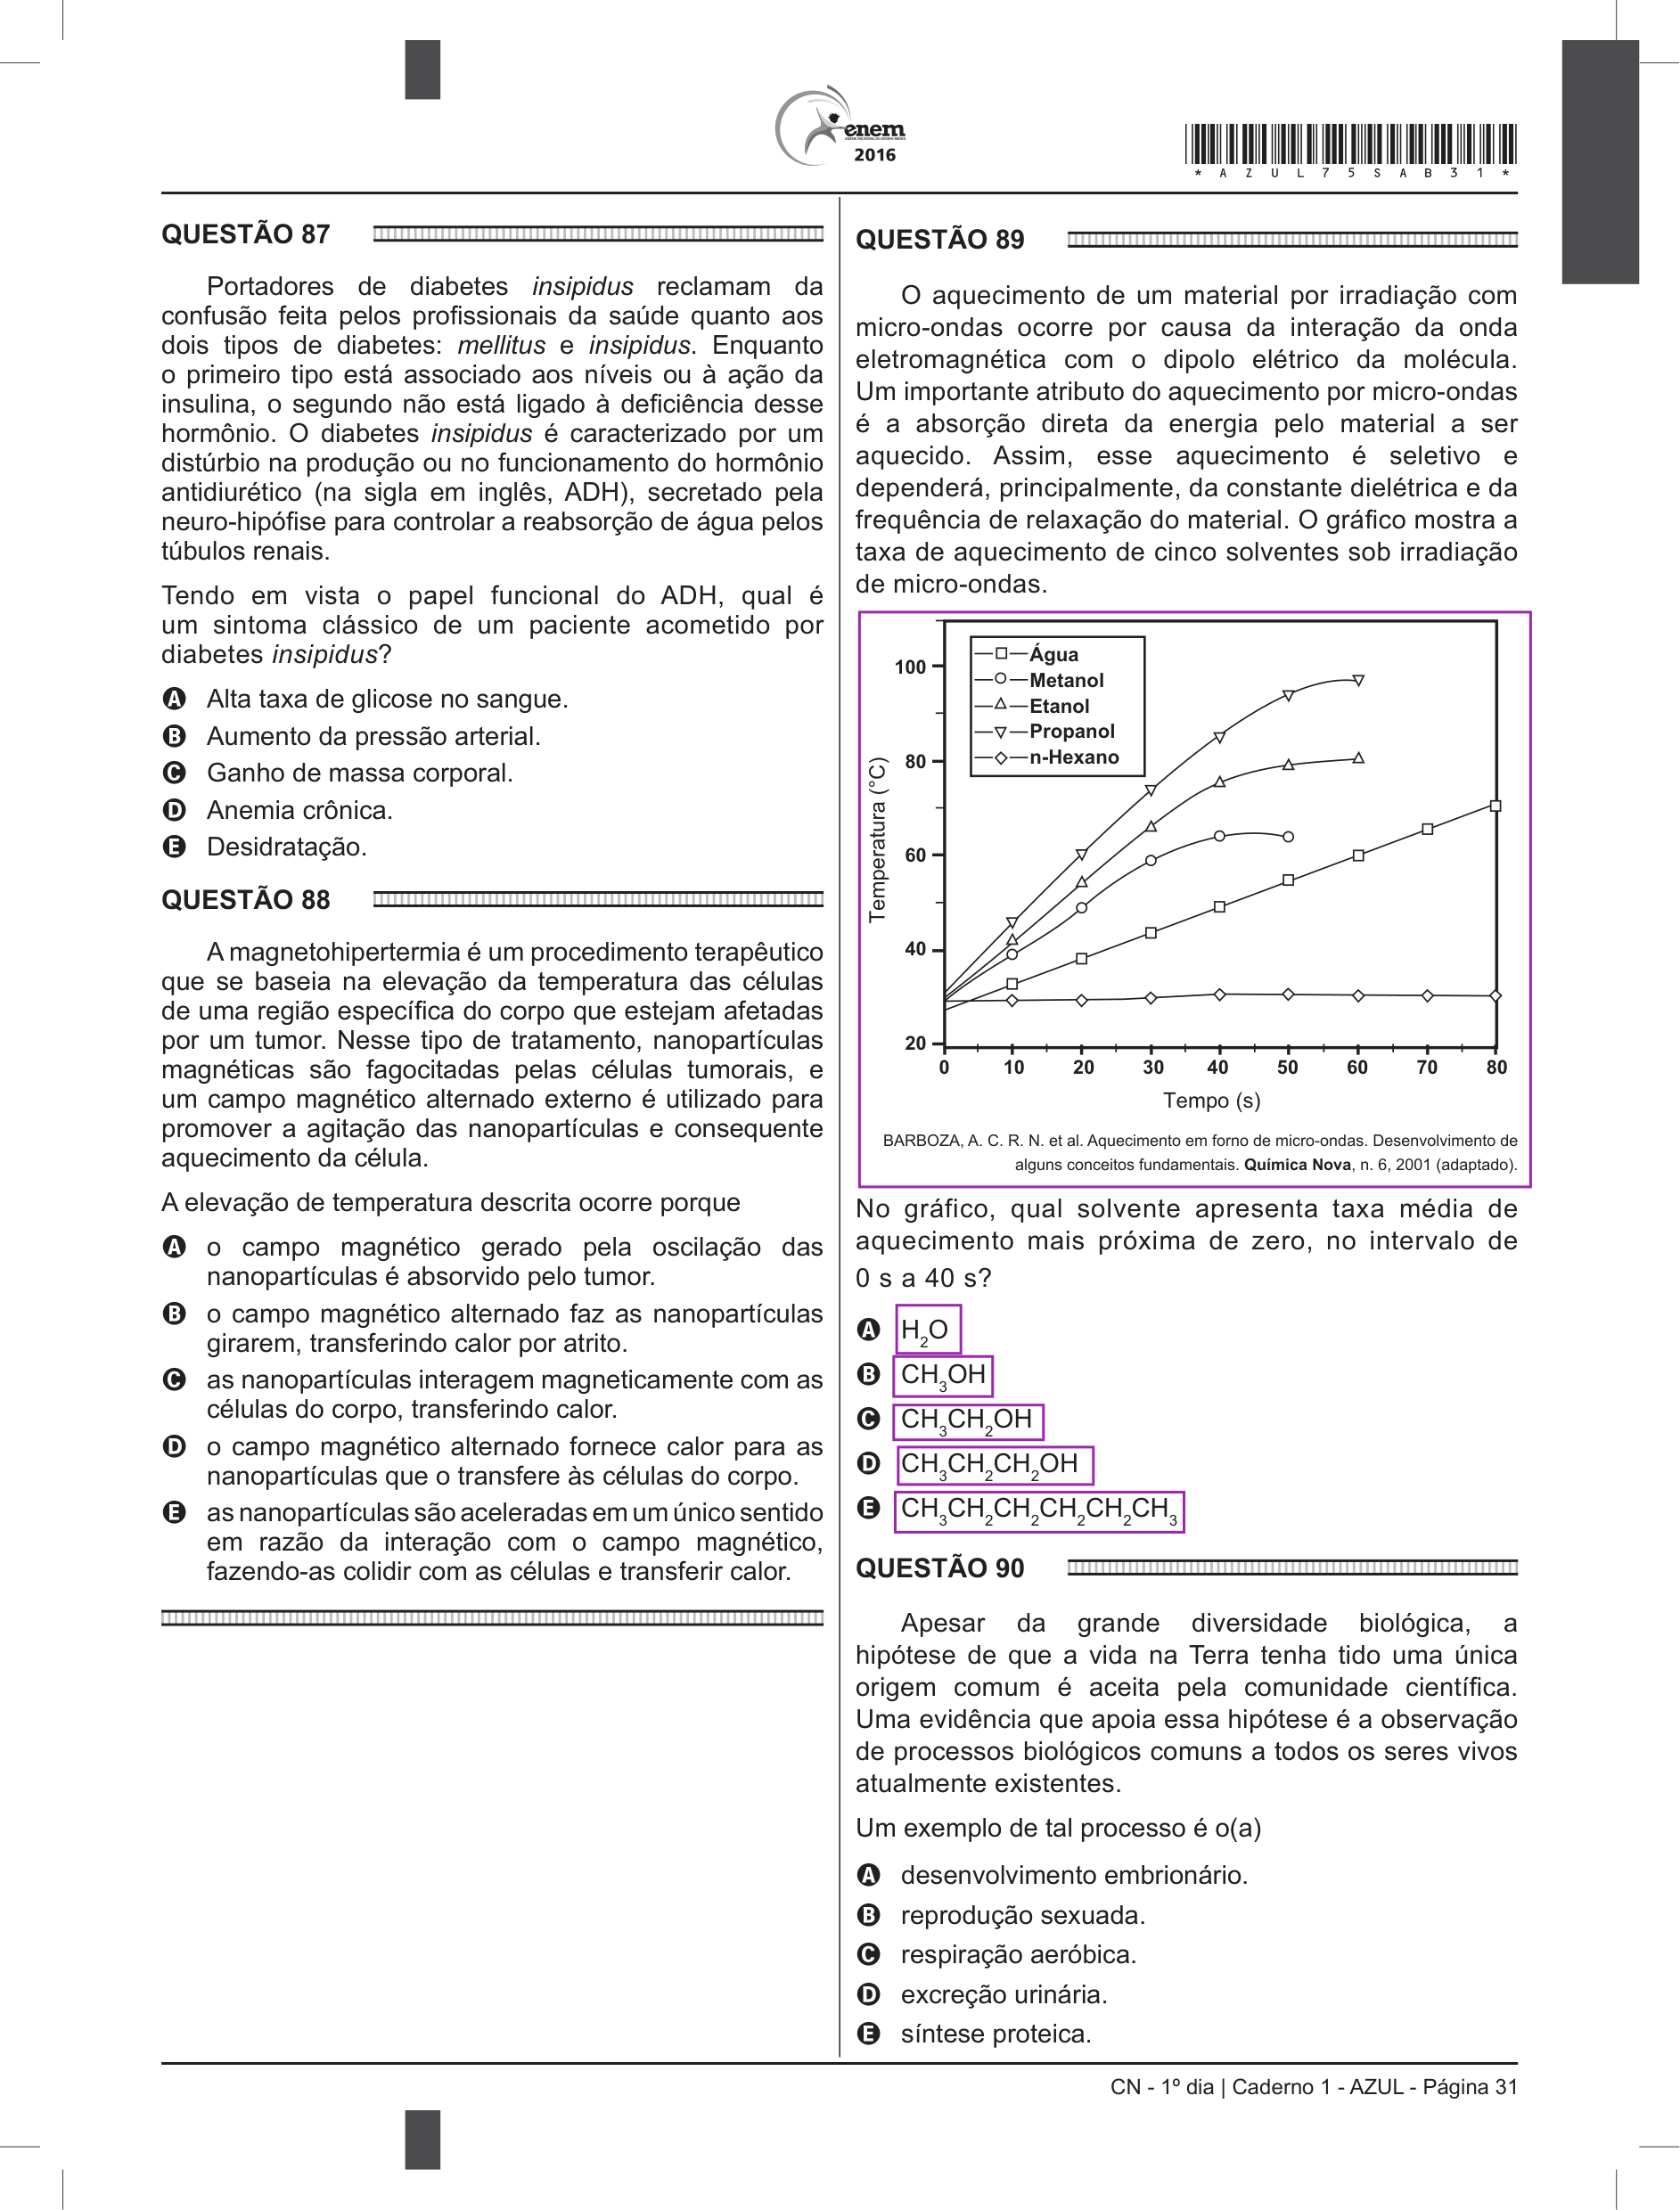 enem
2016
*AZUL75SAB31*
QUESTÃO 87
Portadores de diabetes insipidus reclamam da
confusão feita pelos profissionais da saúde quanto aos
dois tipos de diabetes: mellitus e insipidus. Enquanto
o primeiro tipo está associado aos níveis ou à ação da
insulina, o segundo não está ligado à deficiência desse
hormônio. O diabetes insipidus é caracterizado por um
distúrbio na produção ou no funcionamento do hormônio
antidiurético (na sigla em inglês, ADH), secretado pela
neuro-hipófise para controlar a reabsorção de água pelos
túbulos renais.
Tendo em vista o papel funcional do ADH, qual é
um sintoma clássico de um paciente acometido por
diabetes insipidus?
A Alta taxa de glicose no sangue.
B Aumento da pressão arterial.
C Ganho de massa corporal.
D Anemia crônica.
E Desidratação.
QUESTÃO 88
A magnetohipertermia é um procedimento terapêutico
que se baseia na elevação da temperatura das células
de uma região específica do corpo que estejam afetadas
por um tumor. Nesse tipo de tratamento, nanopartículas
magnéticas são fagocitadas pelas células tumorais, e
um campo magnético alternado externo é utilizado para
promover a agitação das nanopartículas e consequente
aquecimento da célula.
A elevação de temperatura descrita ocorre porque
A o campo magnético gerado pela oscilação das
nanopartículas é absorvido pelo tumor.
B o campo magnético alternado faz as nanopartículas
girarem, transferindo calor por atrito.
C as nanopartículas interagem magneticamente com as
células do corpo, transferindo calor.
D o campo magnético alternado fornece calor para as
nanopartículas que o transfere às células do corpo.
E as nanopartículas são aceleradas em um único sentido
em razão da interação com o campo magnético,
fazendo-as colidir com as células e transferir calor.
QUESTÃO 89
O aquecimento de um material por irradiação com
micro-ondas ocorre por causa da interação da onda
eletromagnética com o dipolo elétrico da molécula.
Um importante atributo do aquecimento por micro-ondas
é a absorção direta da energia pelo material a ser
aquecido. Assim, esse aquecimento é seletivo e
dependerá, principalmente, da constante dielétrica e da
frequência de relaxação do material. O gráfico mostra a
taxa de aquecimento de cinco solventes sob irradiação
de micro-ondas.
Água
Metanol
Etanol
Propanol
n-Hexano
Temperatura (°C)
100
80
60
40
20
0 10 20 30 40 50 60 70 80
Tempo (s)
BARBOZA, A. C. R. N. et al. Aquecimento em forno de micro-ondas. Desenvolvimento de
alguns conceitos fundamentais. Química Nova, n. 6, 2001 (adaptado).
No gráfico, qual solvente apresenta taxa média de
aquecimento mais próxima de zero, no intervalo de
0 s a 40 s?
A H₂O
B CH₃OH
C CH₃CH₂OH
D CH₃CH₂CH₂OH
E CH₃CH₂CH₂CH₂CH₂CH₃
QUESTÃO 90
Apesar da grande diversidade biológica, a
hipótese de que a vida na Terra tenha tido uma única
origem comum é aceita pela comunidade científica.
Uma evidência que apoia essa hipótese é a observação
de processos biológicos comuns a todos os seres vivos
atualmente existentes.
Um exemplo de tal processo é o(a)
A desenvolvimento embrionário.
B reprodução sexuada.
C respiração aeróbica.
D excreção urinária.
E síntese proteica.
CN - 1º dia | Caderno 1 - AZUL - Página 31